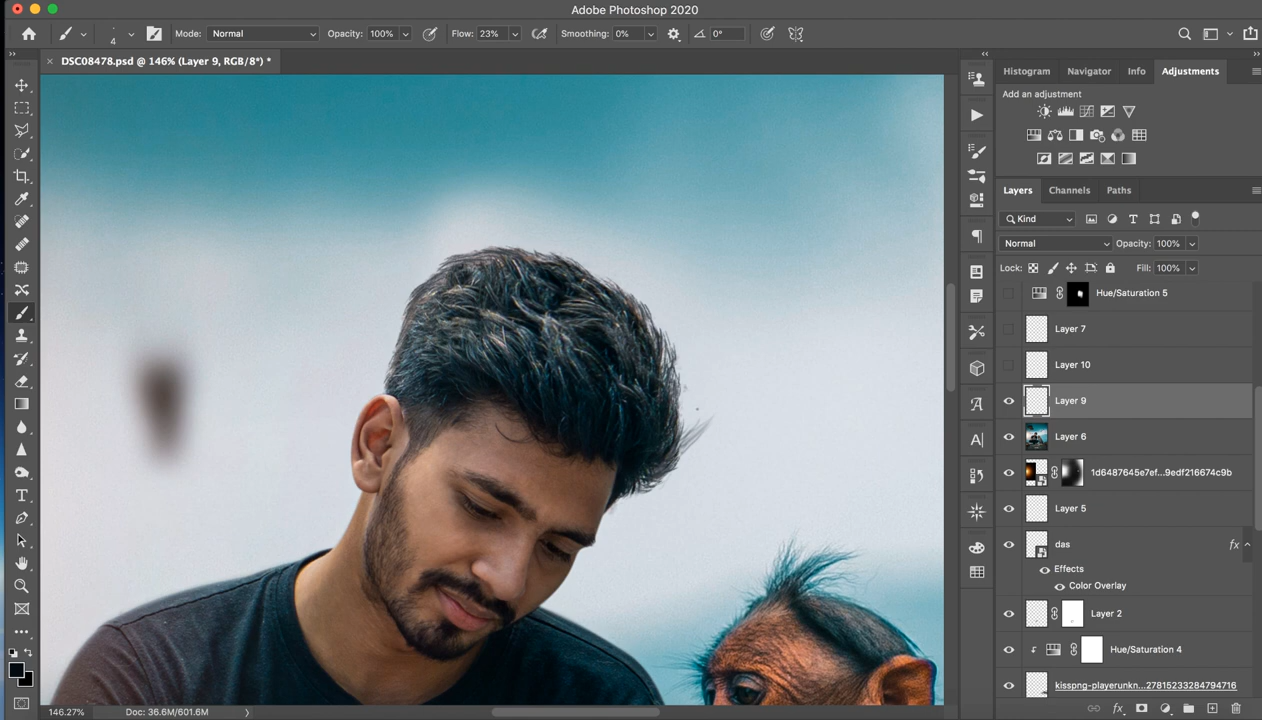 Adobe Photoshop 2020
4 Mode: Normal Opacity: 100% Flow: 23% Smoothing: 0% 0°
DSC08478.psd @ 146% (Layer 9, RGB/8*) *
Histogram Navigator Info Adjustments
Add an adjustment
Layers Channels Paths
Kind
Normal Opacity: 100%
Lock: Fill: 100%
Hue/Saturation 5
Layer 7
Layer 10
Layer 9
Layer 6
1d6487645e7ef...9edf216674c9b
Layer 5
das fx
Effects
Color Overlay
Layer 2
Hue/Saturation 4
kisspng-playerunkn...27815233284794716
146.27% Doc: 36.6M/601.6M